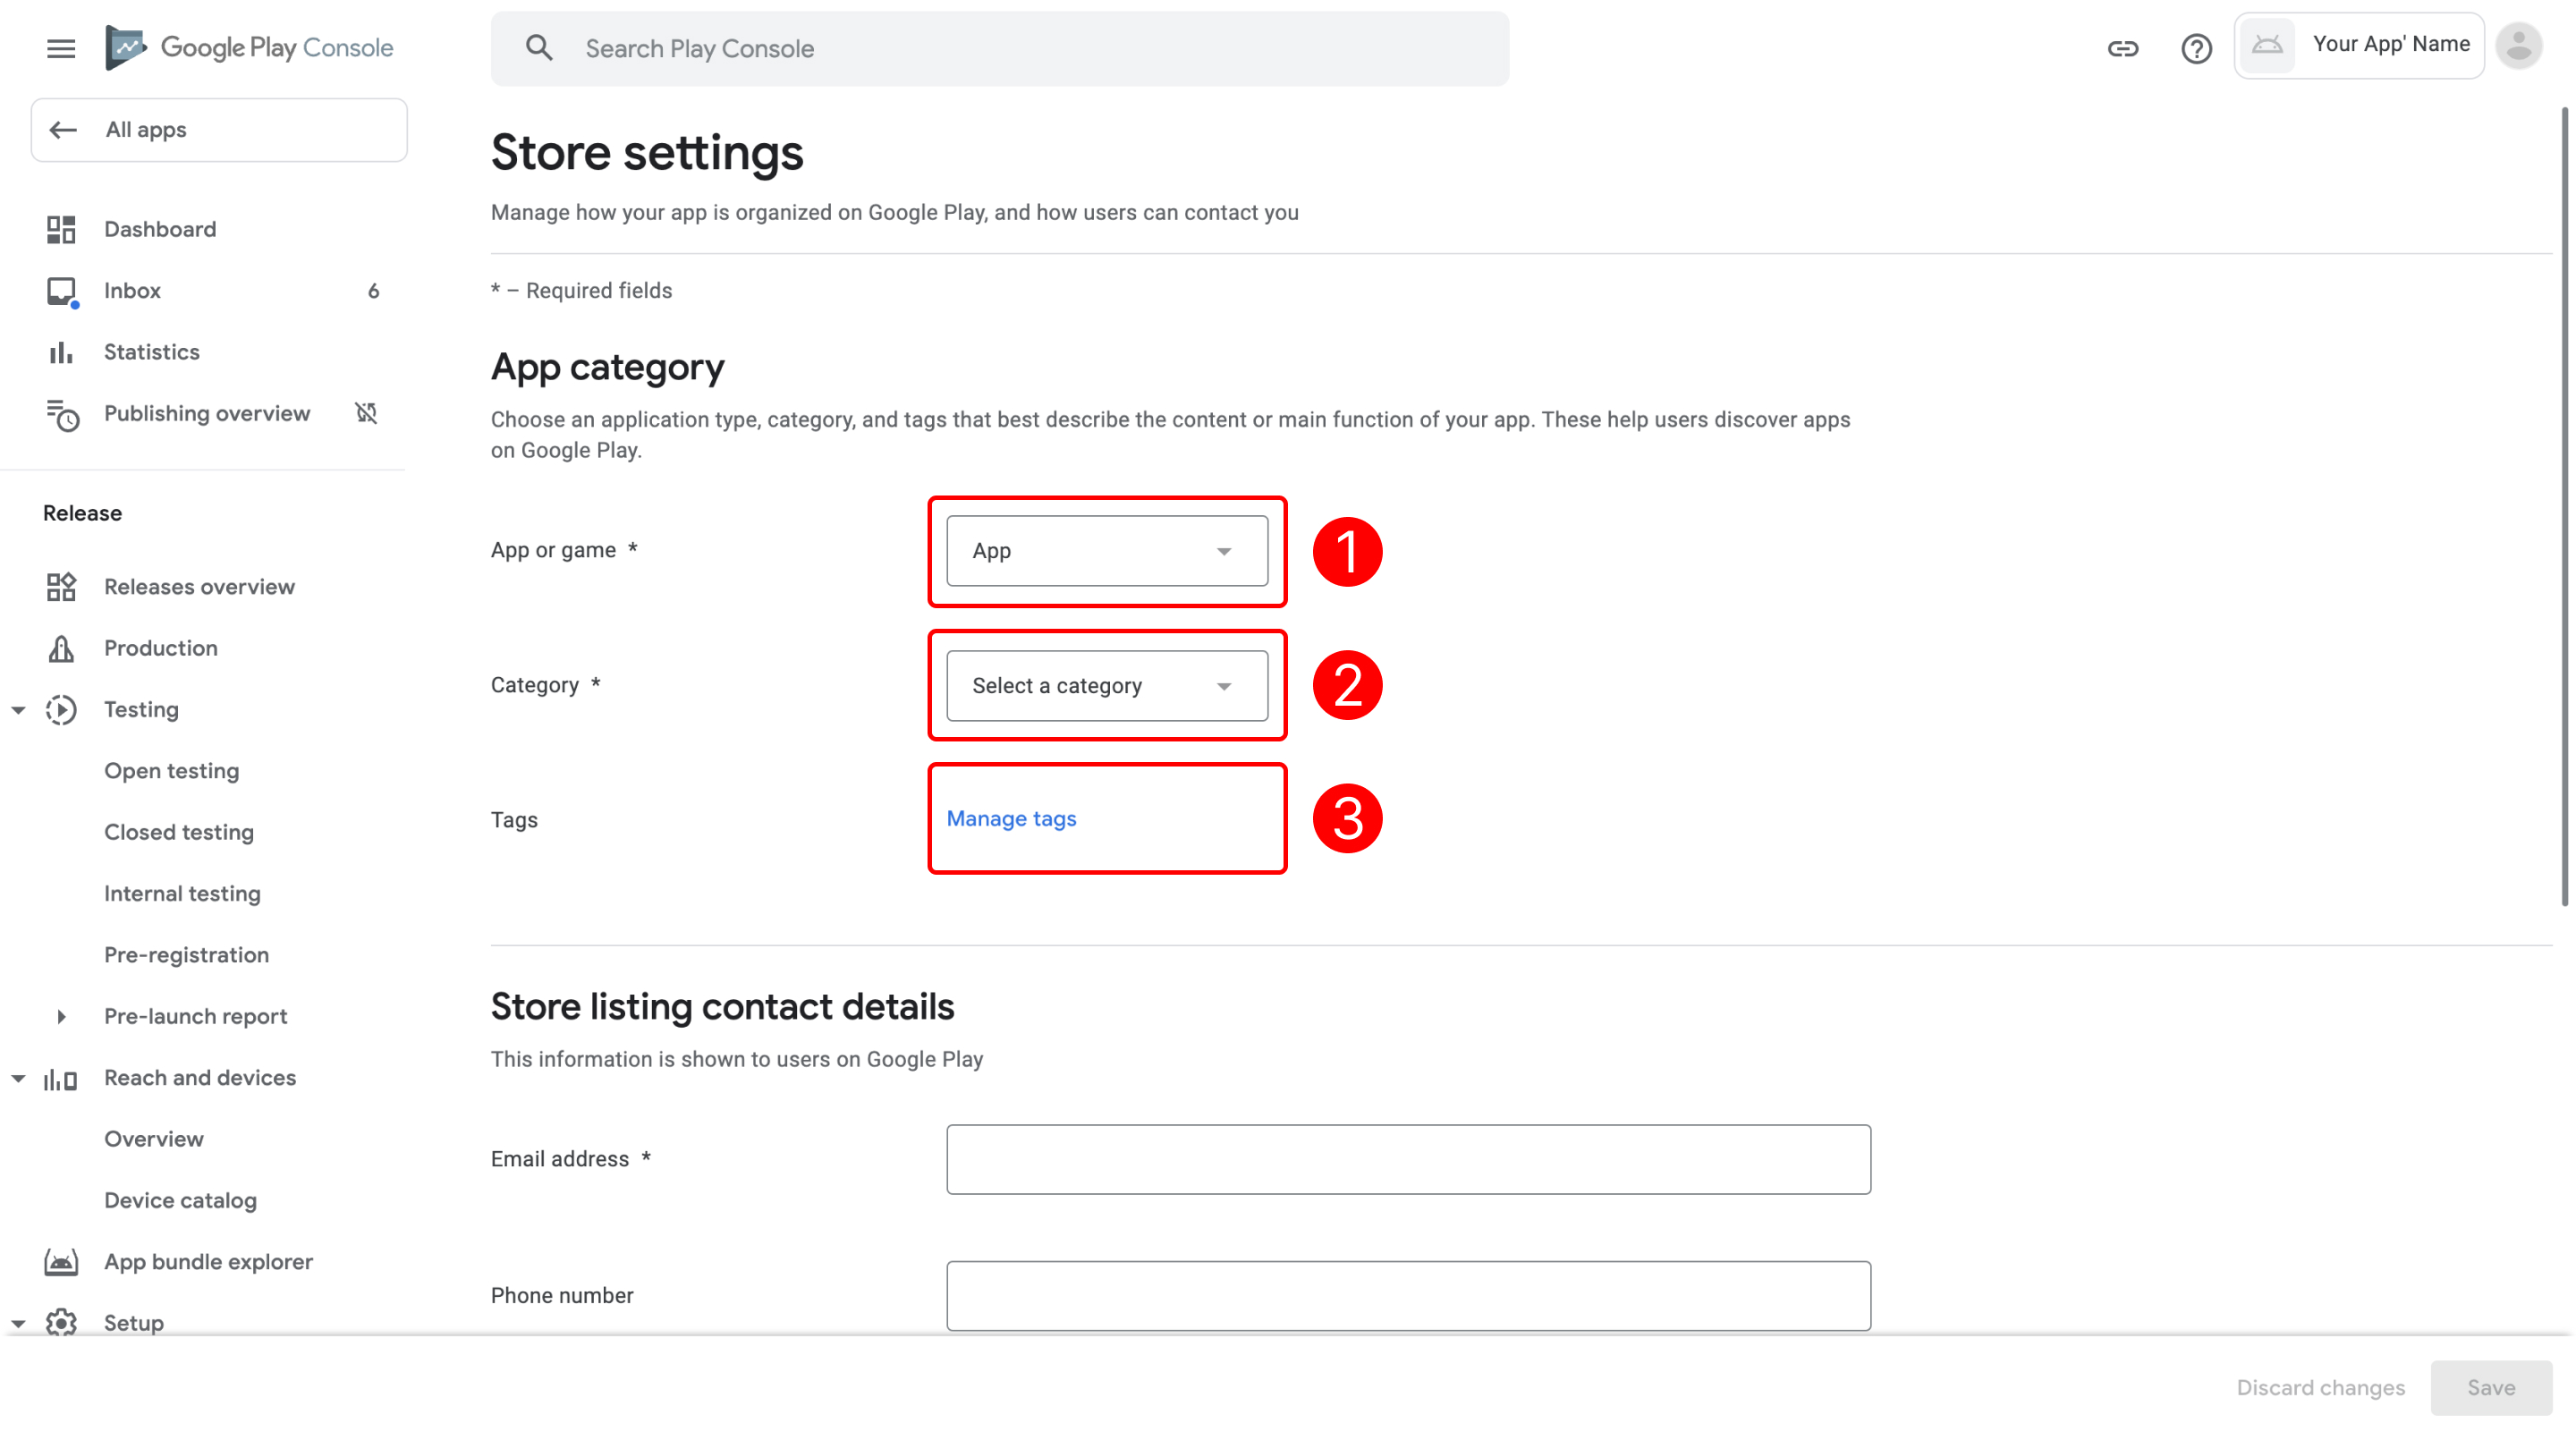 Google Play Console
Search Play Console
Your App' Name
All apps
Dashboard
Inbox 6
Statistics
Publishing overview
Release
Releases overview
Production
Testing
Open testing
Closed testing
Internal testing
Pre-registration
Pre-launch report
Reach and devices
Overview
Device catalog
App bundle explorer
Setup
Store settings
Manage how your app is organized on Google Play, and how users can contact you
* – Required fields
App category
Choose an application type, category, and tags that best describe the content or main function of your app. These help users discover apps
on Google Play.
App or game * App 1
Category * Select a category 2
Tags Manage tags 3
Store listing contact details
This information is shown to users on Google Play
Email address *
Phone number
Discard changes Save